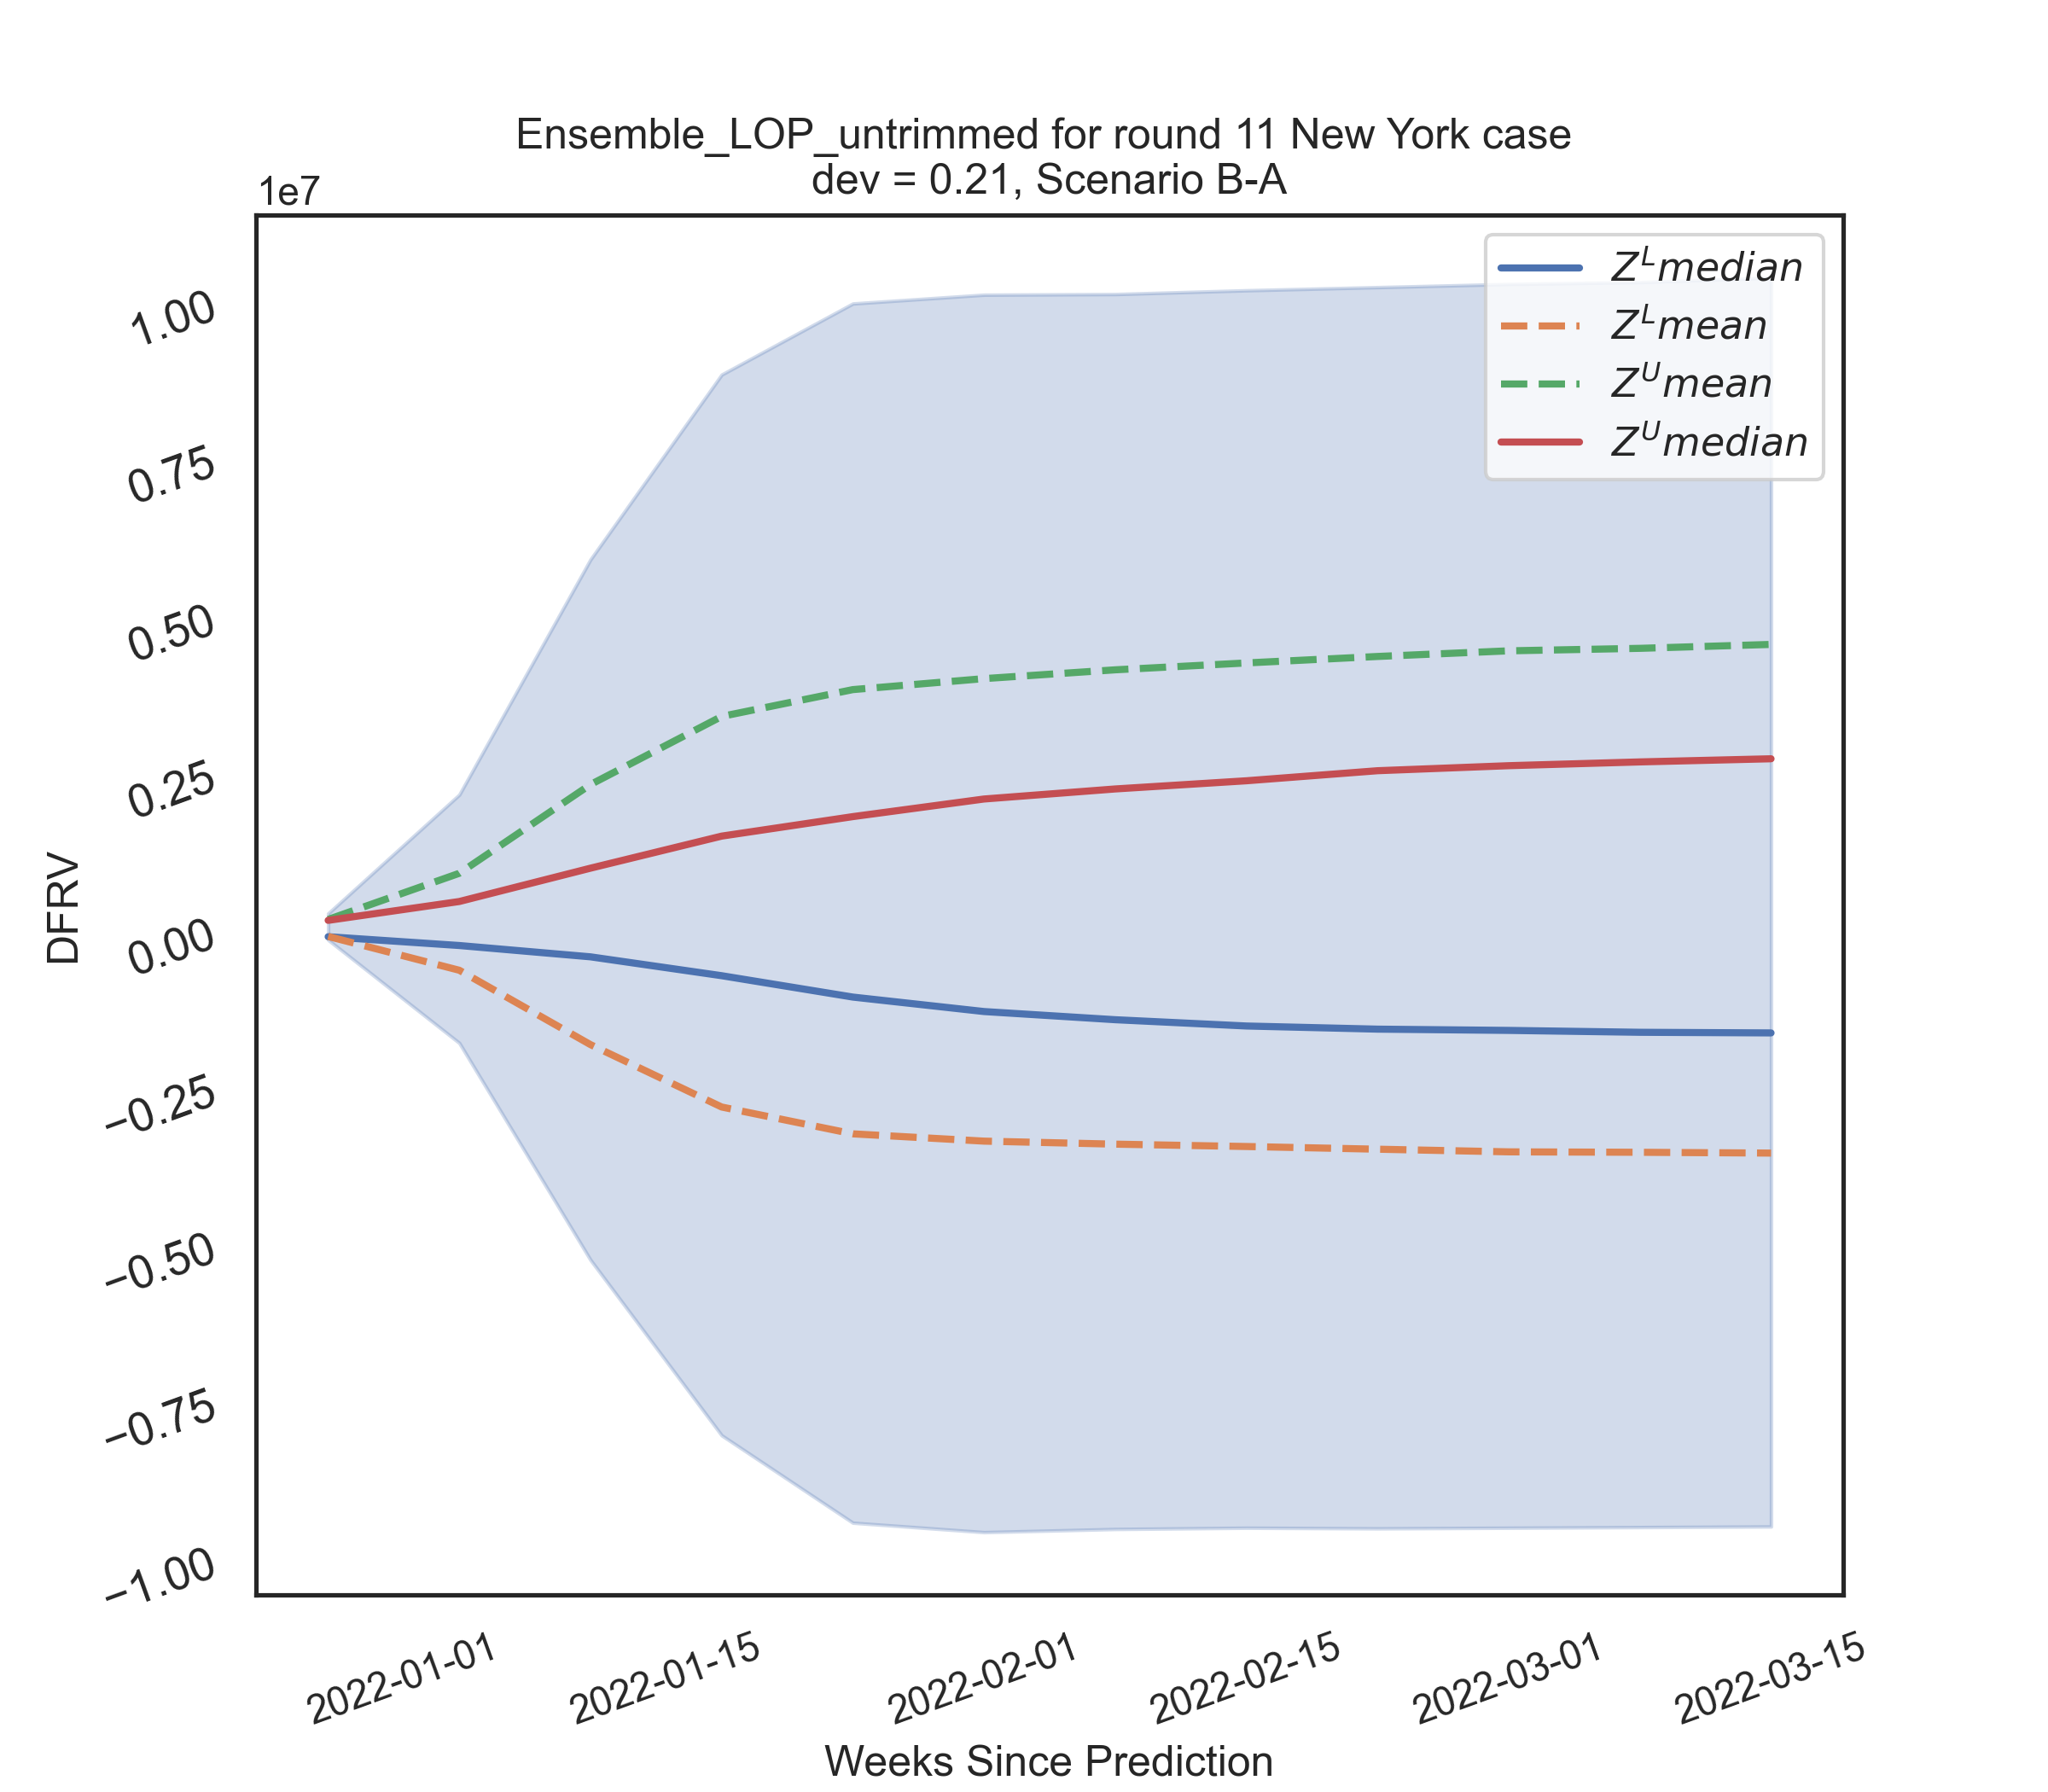 Ensemble_LOP_untrimmed for round 11 New York case
dev = 0.21, Scenario B-A
1e7
Z^L median
Z^L mean
Z^U mean
Z^U median
1.00
0.75
0.50
0.25
0.00
−0.25
−0.50
−0.75
−1.00
DFRV
2022-01-01
2022-01-15
2022-02-01
2022-02-15
2022-03-01
2022-03-15
Weeks Since Prediction